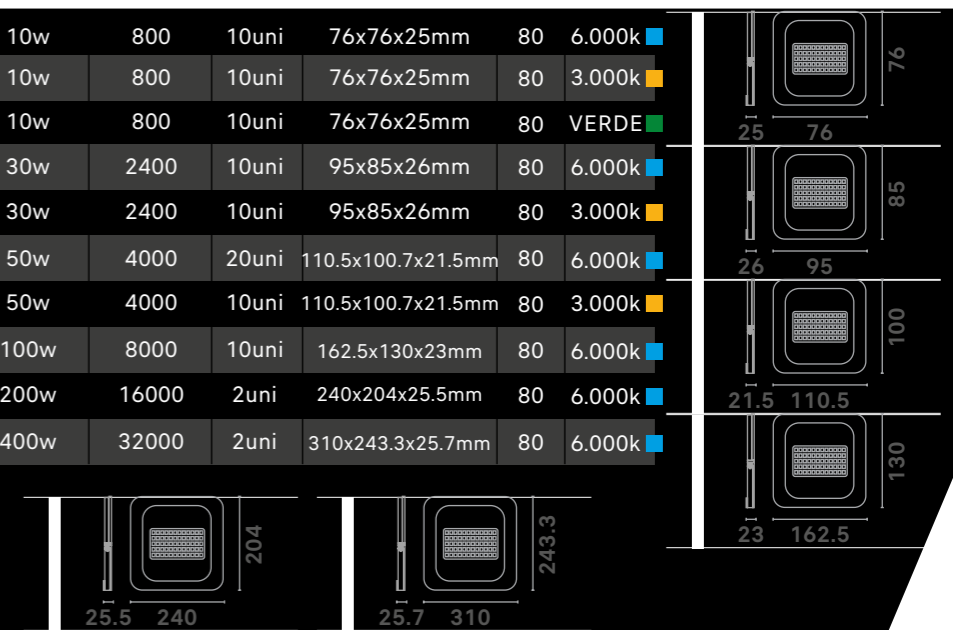 10w 800 10uni 76x76x25mm 80 6.000k
10w 800 10uni 76x76x25mm 80 3.000k
10w 800 10uni 76x76x25mm 80 VERDE
30w 2400 10uni 95x85x26mm 80 6.000k
30w 2400 10uni 95x85x26mm 80 3.000k
50w 4000 20uni 110.5x100.7x21.5mm 80 6.000k
50w 4000 10uni 110.5x100.7x21.5mm 80 3.000k
100w 8000 10uni 162.5x130x23mm 80 6.000k
200w 16000 2uni 240x204x25.5mm 80 6.000k
400w 32000 2uni 310x243.3x25.7mm 80 6.000k
76
25 76
85
26 95
100
21.5 110.5
130
23 162.5
204
25.5 240
243.3
25.7 310